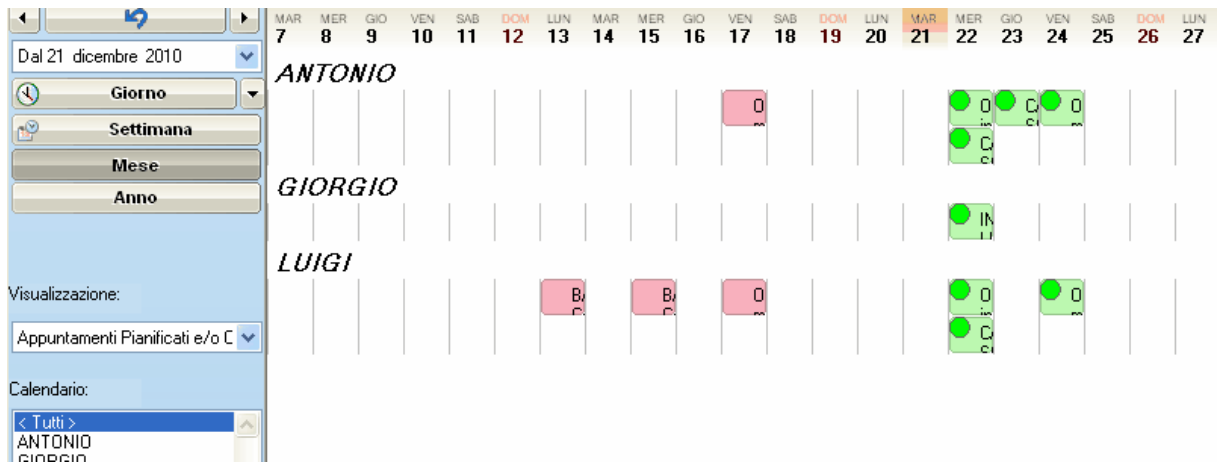 MAR MER GIO VEN SAB DOM LUN MAR MER GIO VEN SAB DOM LUN MAR MER GIO VEN SAB DOM LUN
7 8 9 10 11 12 13 14 15 16 17 18 19 20 21 22 23 24 25 26 27
Dal 21 dicembre 2010
Giorno
Settimana
Mese
Anno
Visualizzazione:
Appuntamenti Pianificati e/o C
Calendario:
< Tutti >
ANTONIO
GIORGIO
ANTONIO
O O C O
C
GIORGIO
IN
LUIGI
B B O O O
C